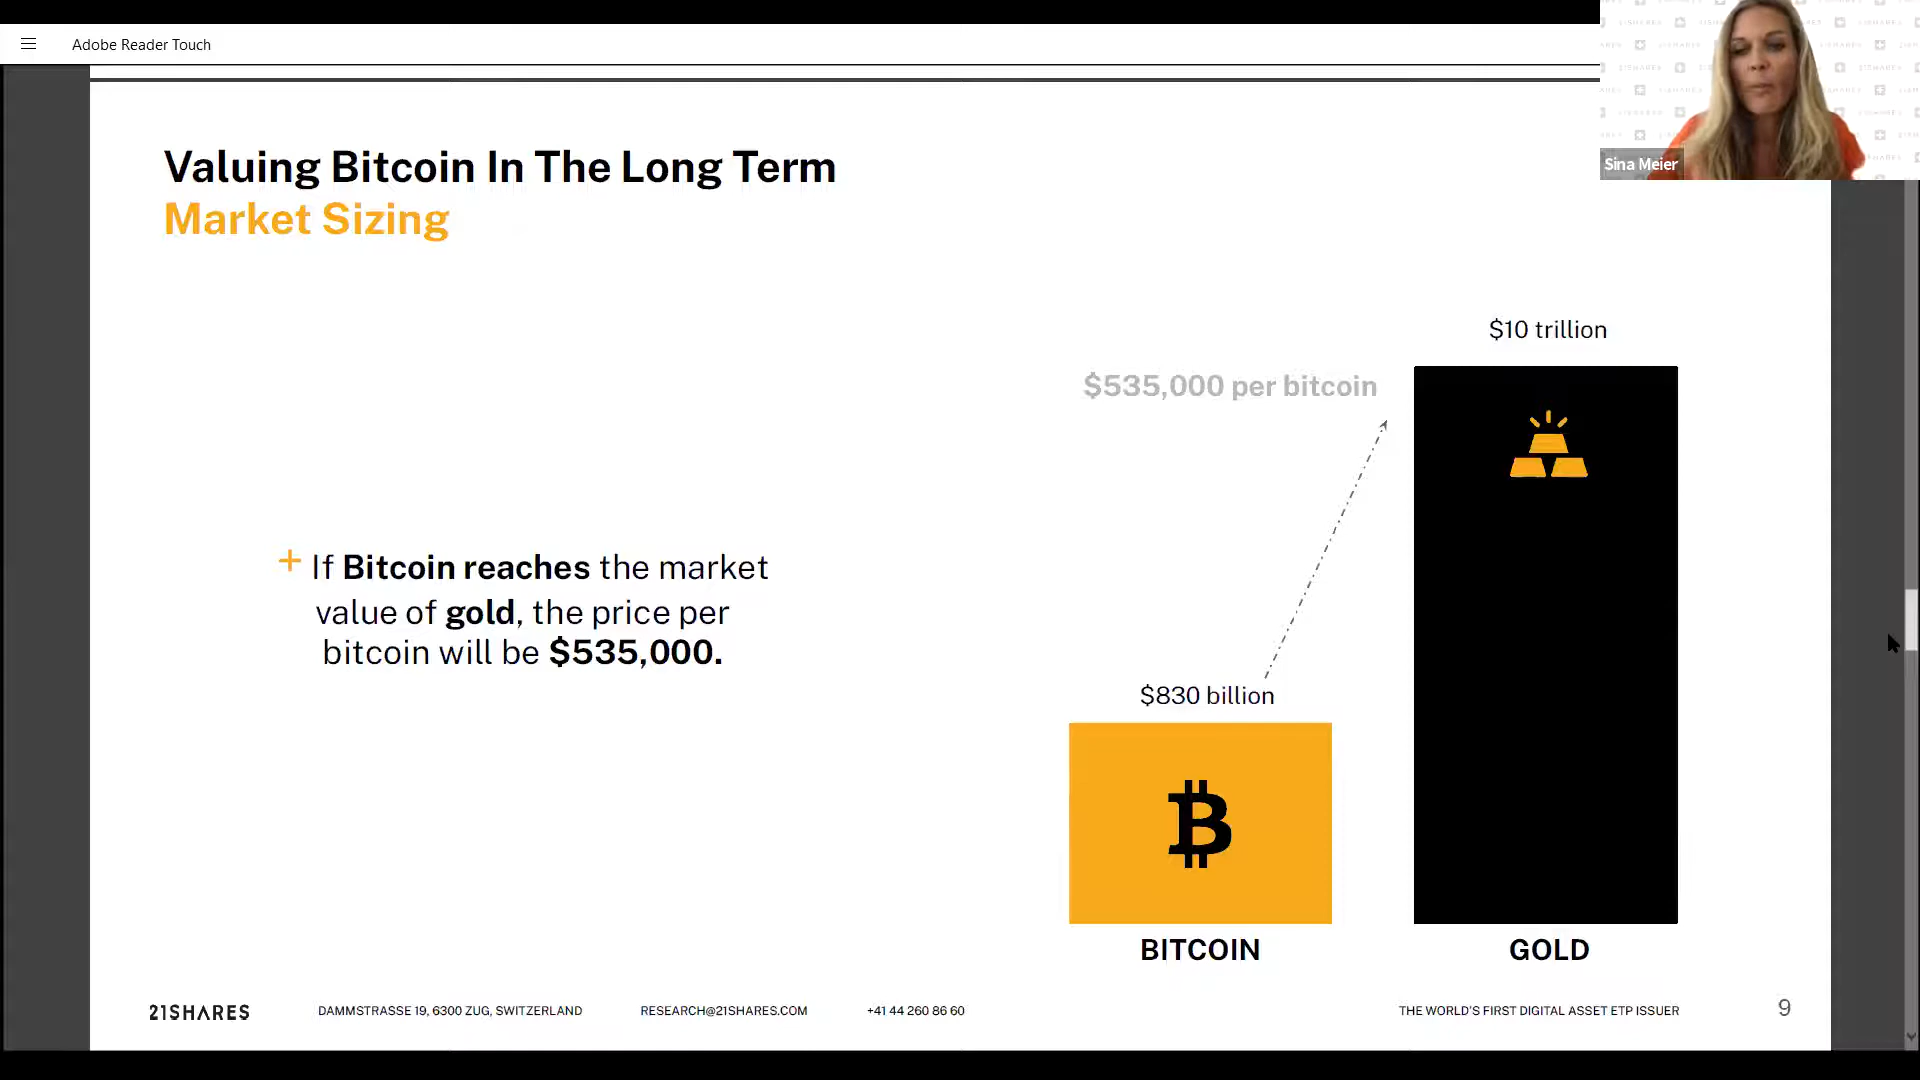 Adobe Reader Touch
Sina Meier
Valuing Bitcoin In The Long Term
Market Sizing
$10 trillion
$535,000 per bitcoin
+ If Bitcoin reaches the market
value of gold, the price per
bitcoin will be $535,000.
$830 billion
BITCOIN
GOLD
21SHARES
DAMMSTRASSE 19, 6300 ZUG, SWITZERLAND
RESEARCH@21SHARES.COM
+41 44 260 86 60
THE WORLD'S FIRST DIGITAL ASSET ETP ISSUER
9